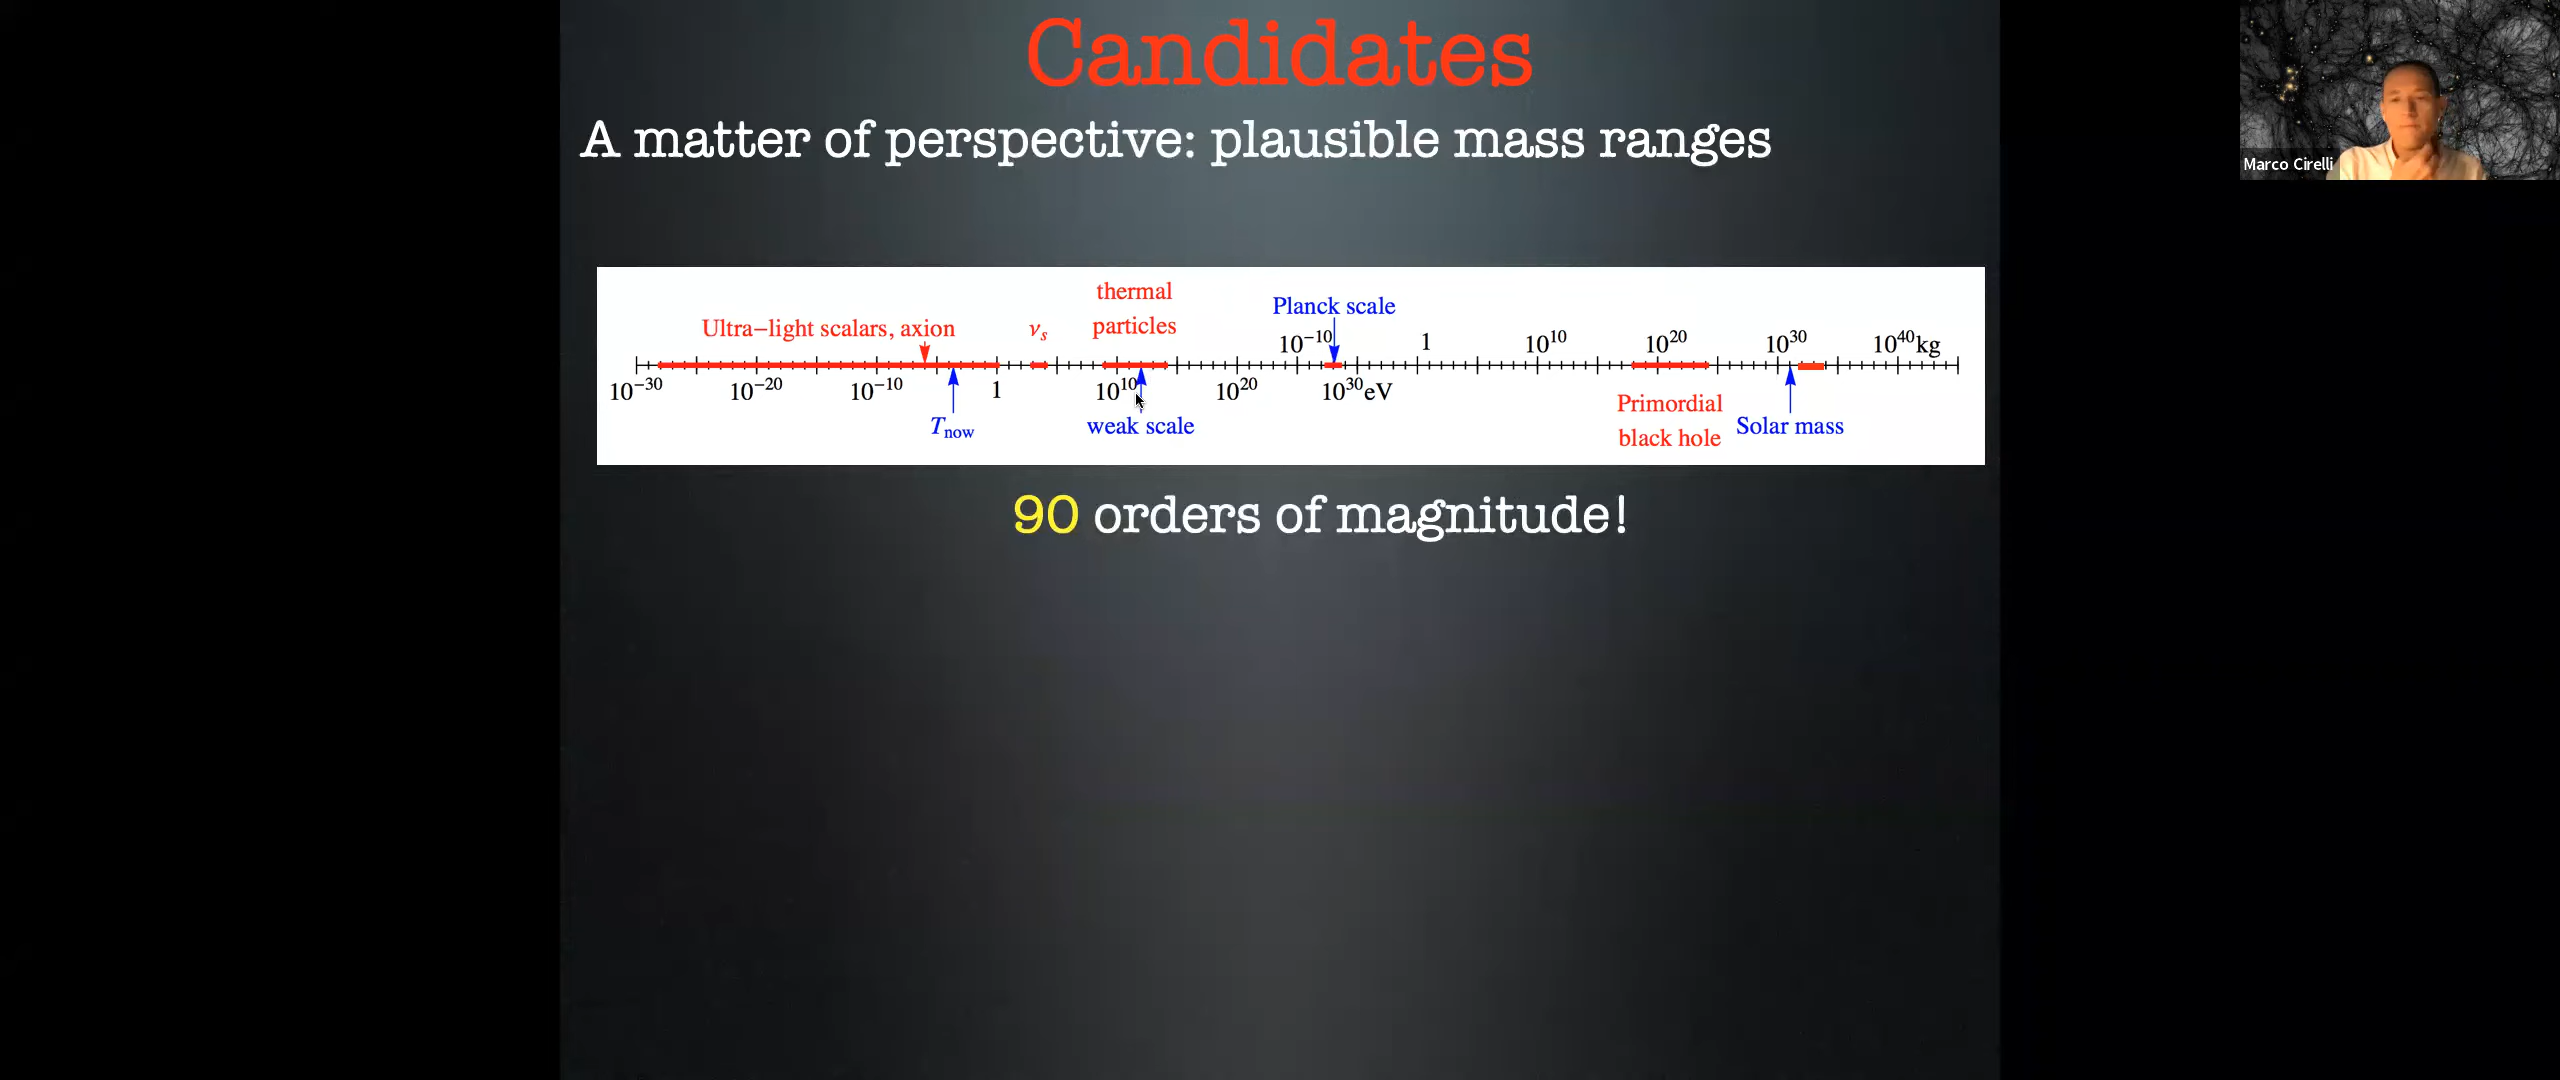 Candidates
A matter of perspective: plausible mass ranges
Marco Cirelli
thermal
particles
Ultra–light scalars, axion
νₛ
Planck scale
10⁻¹⁰ 1 10¹⁰ 10²⁰ 10³⁰ 10⁴⁰kg
10⁻³⁰ 10⁻²⁰ 10⁻¹⁰ 1 10¹⁰ 10²⁰ 10³⁰eV
T now
weak scale
Primordial
black hole
Solar mass
90 orders of magnitude!